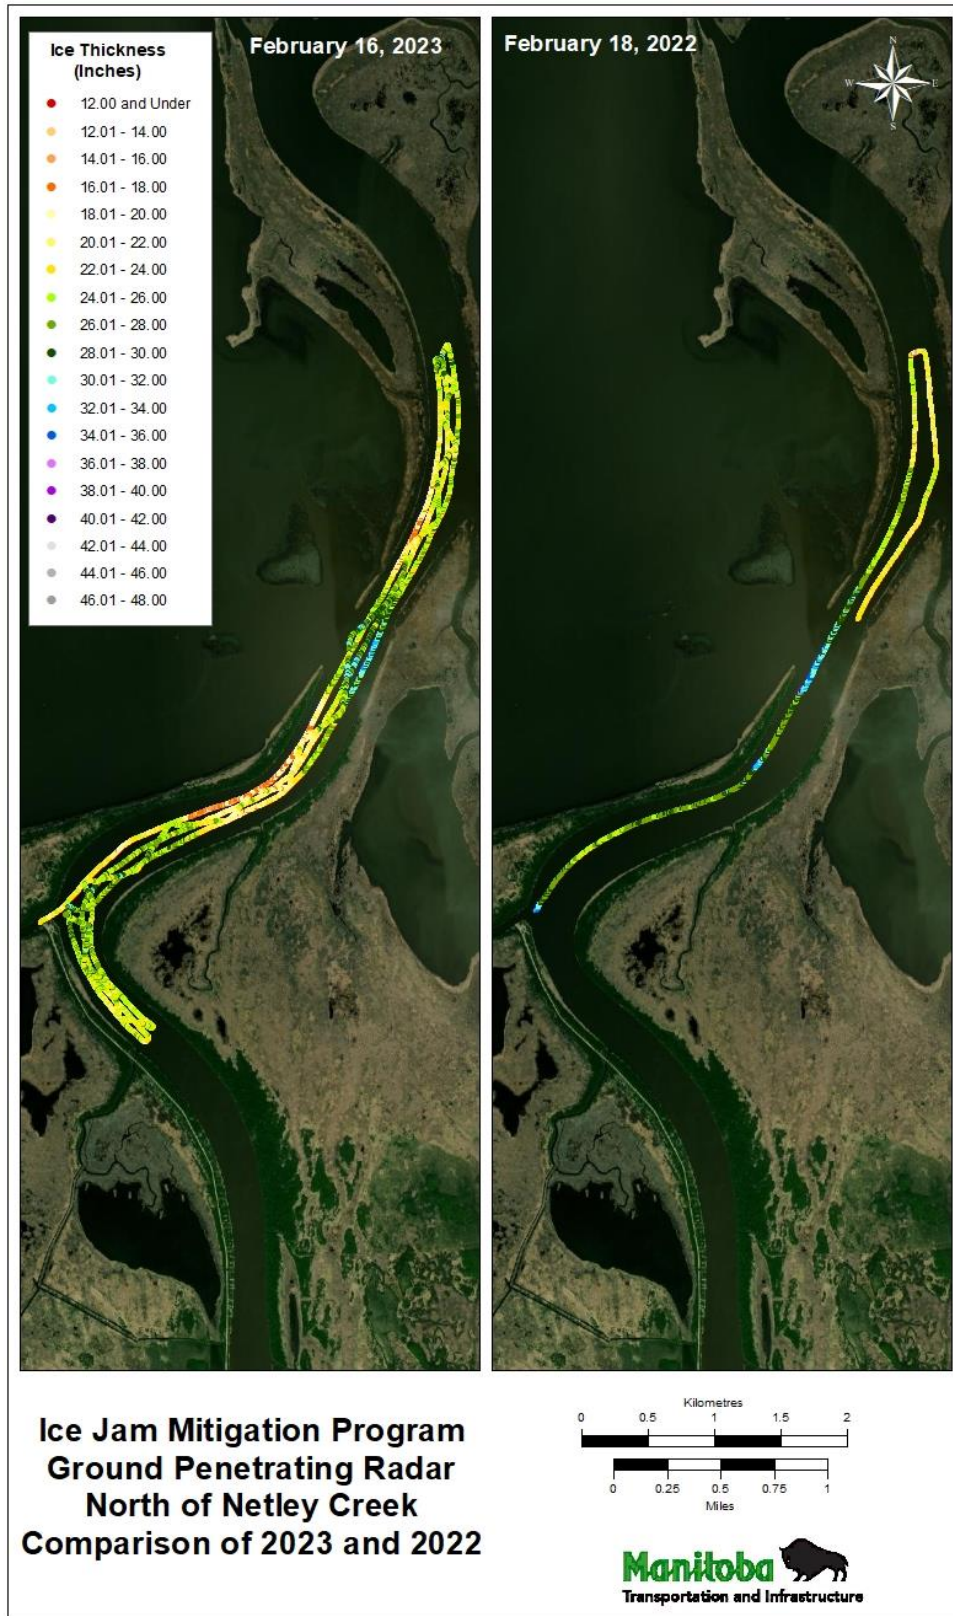 February 16, 2023
February 18, 2022
Ice Thickness
(Inches)
12.00 and Under
12.01 - 14.00
14.01 - 16.00
16.01 - 18.00
18.01 - 20.00
20.01 - 22.00
22.01 - 24.00
24.01 - 26.00
26.01 - 28.00
28.01 - 30.00
30.01 - 32.00
32.01 - 34.00
34.01 - 36.00
36.01 - 38.00
38.01 - 40.00
40.01 - 42.00
42.01 - 44.00
44.01 - 46.00
46.01 - 48.00
N
W E
S
Ice Jam Mitigation Program
Ground Penetrating Radar
North of Netley Creek
Comparison of 2023 and 2022
Kilometres
0 0.5 1 1.5 2
0 0.25 0.5 0.75 1
Miles
Manitoba
Transportation and Infrastructure